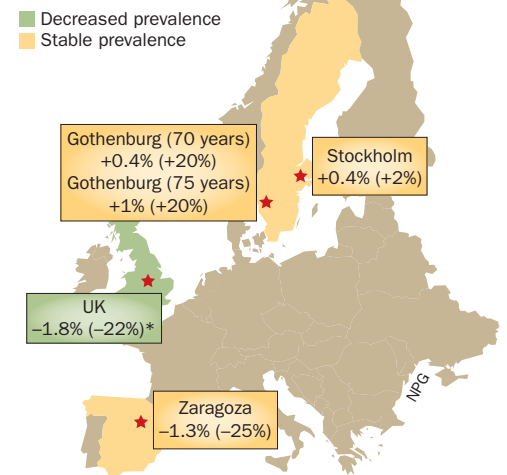 Decreased prevalence
Stable prevalence
Gothenburg (70 years)
+0.4% (+20%)
Gothenburg (75 years)
+1% (+20%)
Stockholm
+0.4% (+2%)
UK
–1.8% (–22%)*
Zaragoza
–1.3% (–25%)
NPG